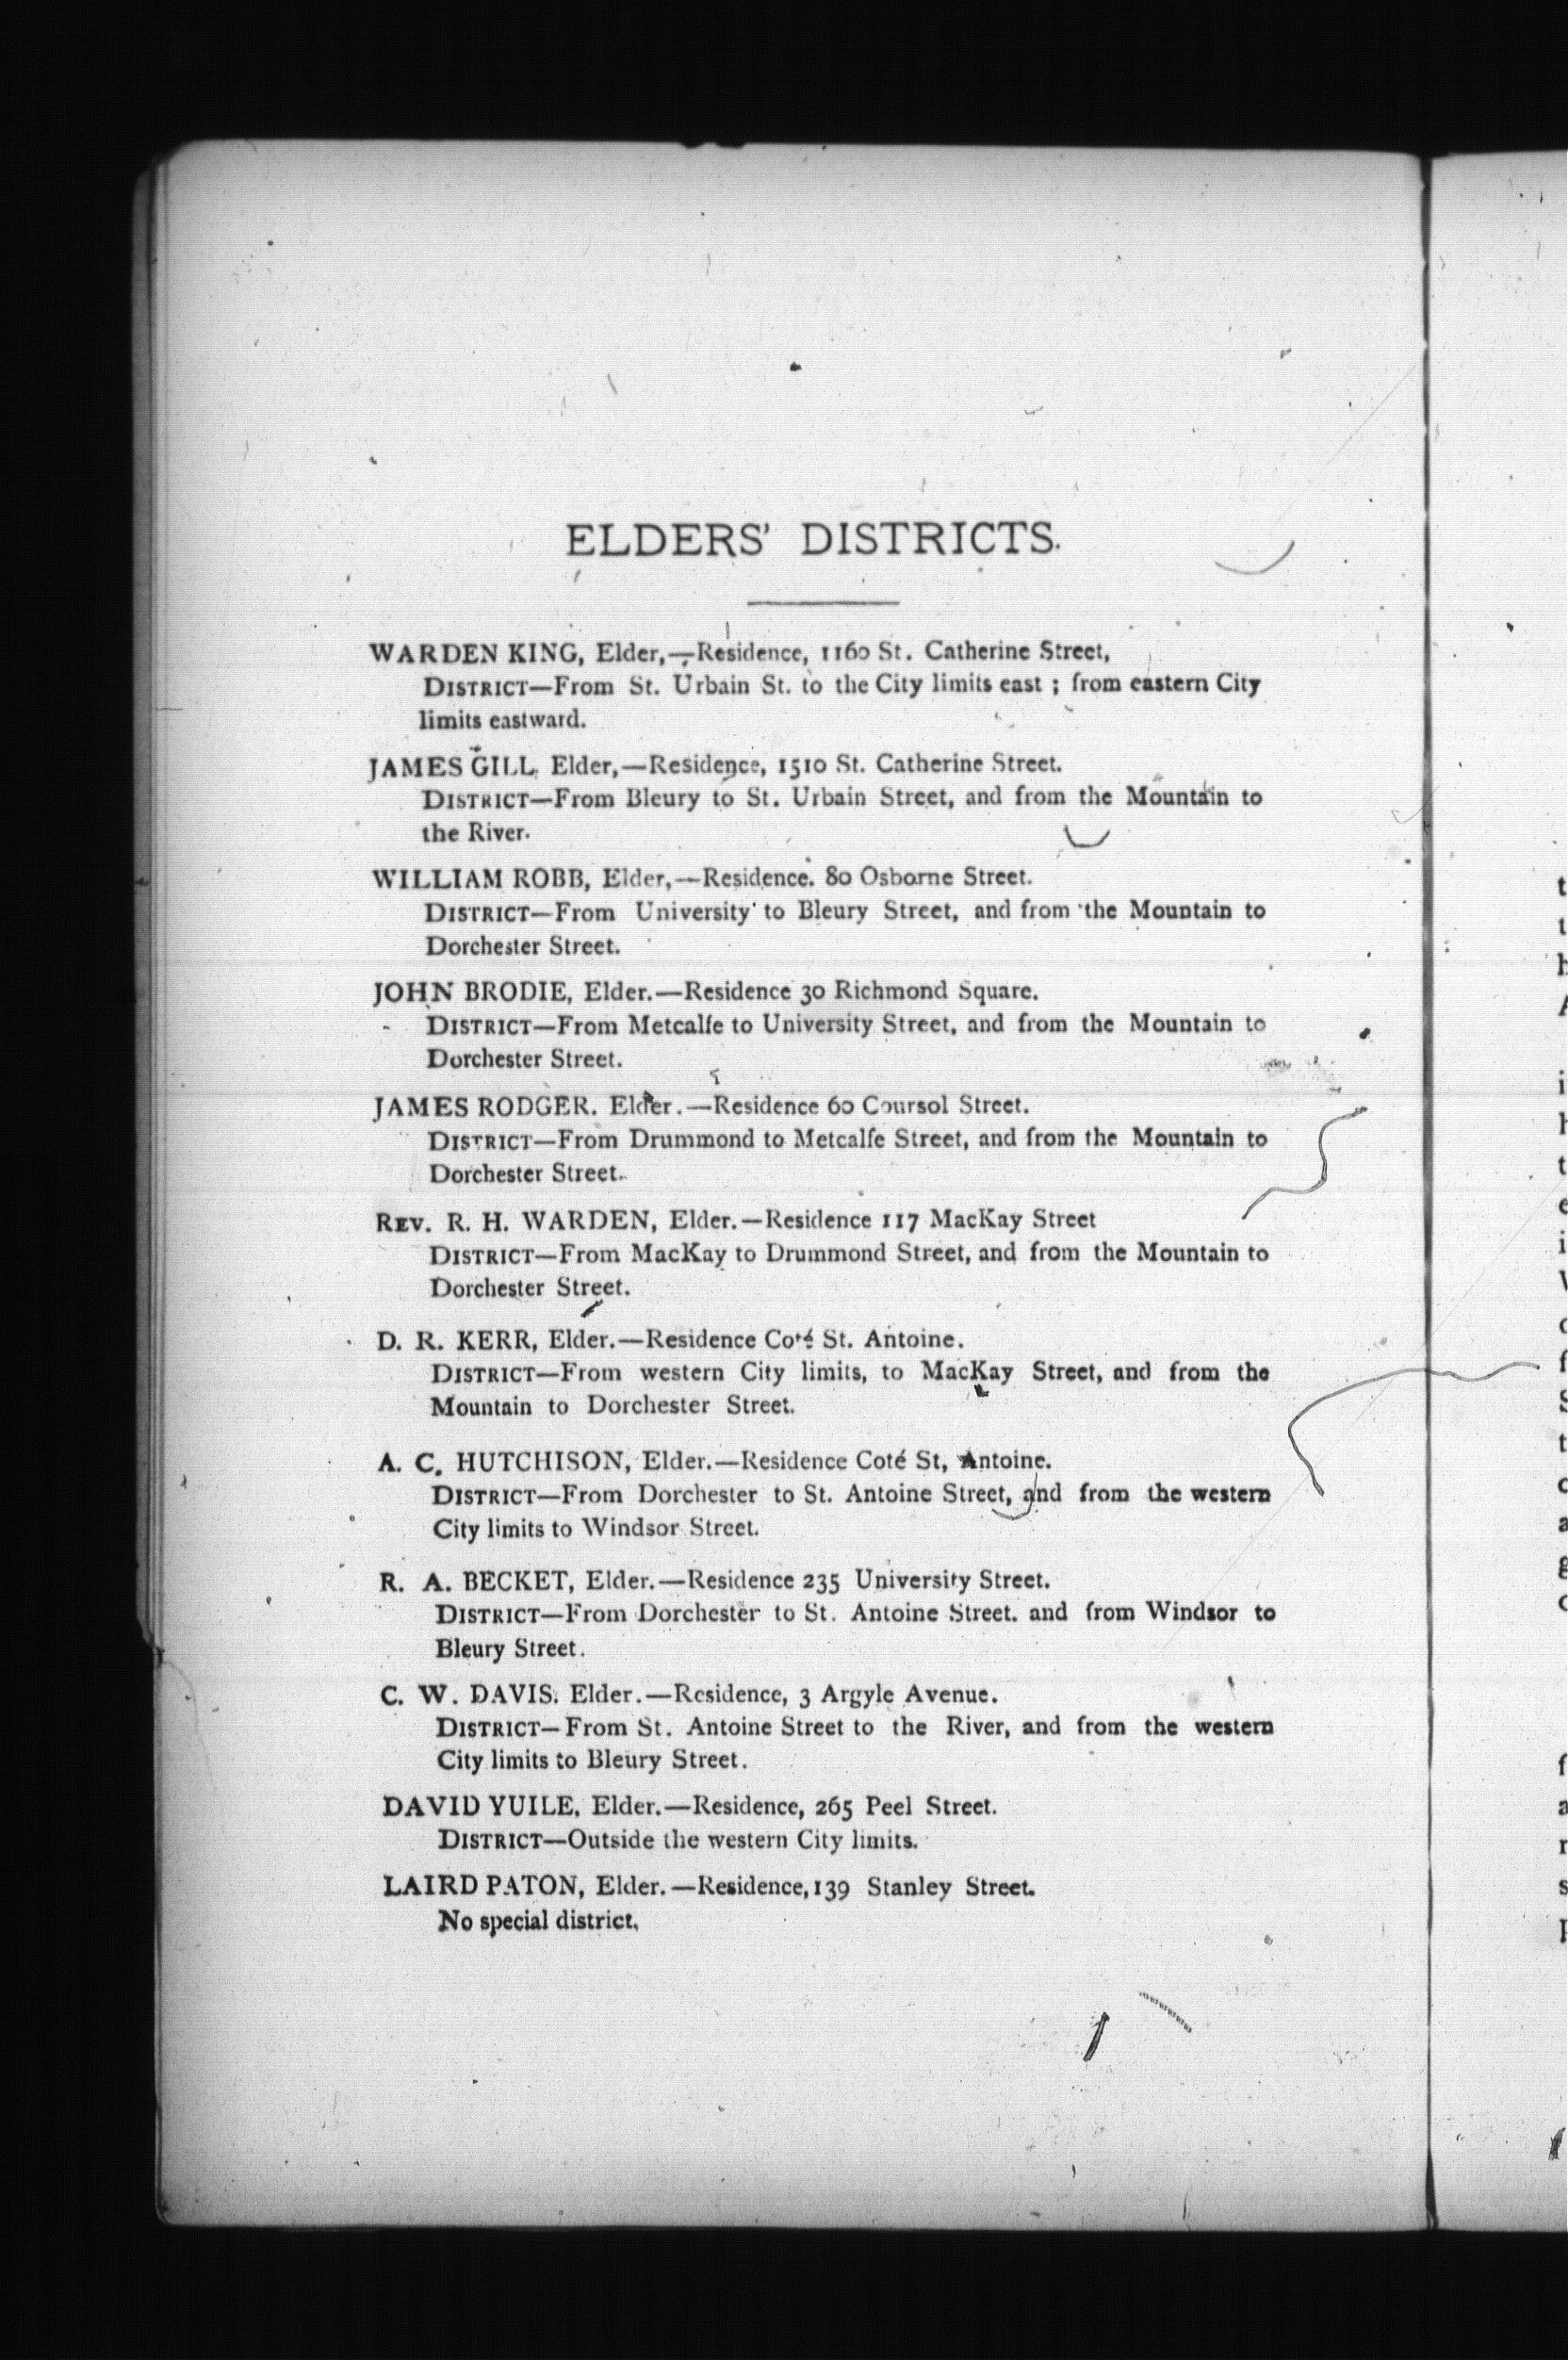 ELDERS' DISTRICTS.
WARDEN KING, Elder,—Residence, 1160 St. Catherine Street,
DISTRICT—From St. Urbain St. to the City limits east ; from eastern City
limits eastward.
JAMES GILL, Elder,—Residence, 1510 St. Catherine Street.
DISTRICT—From Bleury to St. Urbain Street, and from the Mountain to
the River.
WILLIAM ROBB, Elder,—Residence. 80 Osborne Street.
DISTRICT—From University to Bleury Street, and from the Mountain to
Dorchester Street.
JOHN BRODIE, Elder.—Residence 30 Richmond Square.
DISTRICT—From Metcalfe to University Street, and from the Mountain to
Dorchester Street.
JAMES RODGER. Elder.—Residence 60 Coursol Street.
DISTRICT—From Drummond to Metcalfe Street, and from the Mountain to
Dorchester Street.
REV. R. H. WARDEN, Elder.—Residence 117 MacKay Street
DISTRICT—From MacKay to Drummond Street, and from the Mountain to
Dorchester Street.
D. R. KERR, Elder.—Residence Coté St. Antoine.
DISTRICT—From western City limits, to MacKay Street, and from the
Mountain to Dorchester Street.
A. C. HUTCHISON, Elder.—Residence Coté St, Antoine.
DISTRICT—From Dorchester to St. Antoine Street, and from the western
City limits to Windsor Street.
R. A. BECKET, Elder.—Residence 235 University Street.
DISTRICT—From Dorchester to St. Antoine Street. and from Windsor to
Bleury Street.
C. W. DAVIS. Elder.—Residence, 3 Argyle Avenue.
DISTRICT—From St. Antoine Street to the River, and from the western
City limits to Bleury Street.
DAVID YUILE, Elder.—Residence, 265 Peel Street.
DISTRICT—Outside the western City limits.
LAIRD PATON, Elder.—Residence, 139 Stanley Street.
No special district.